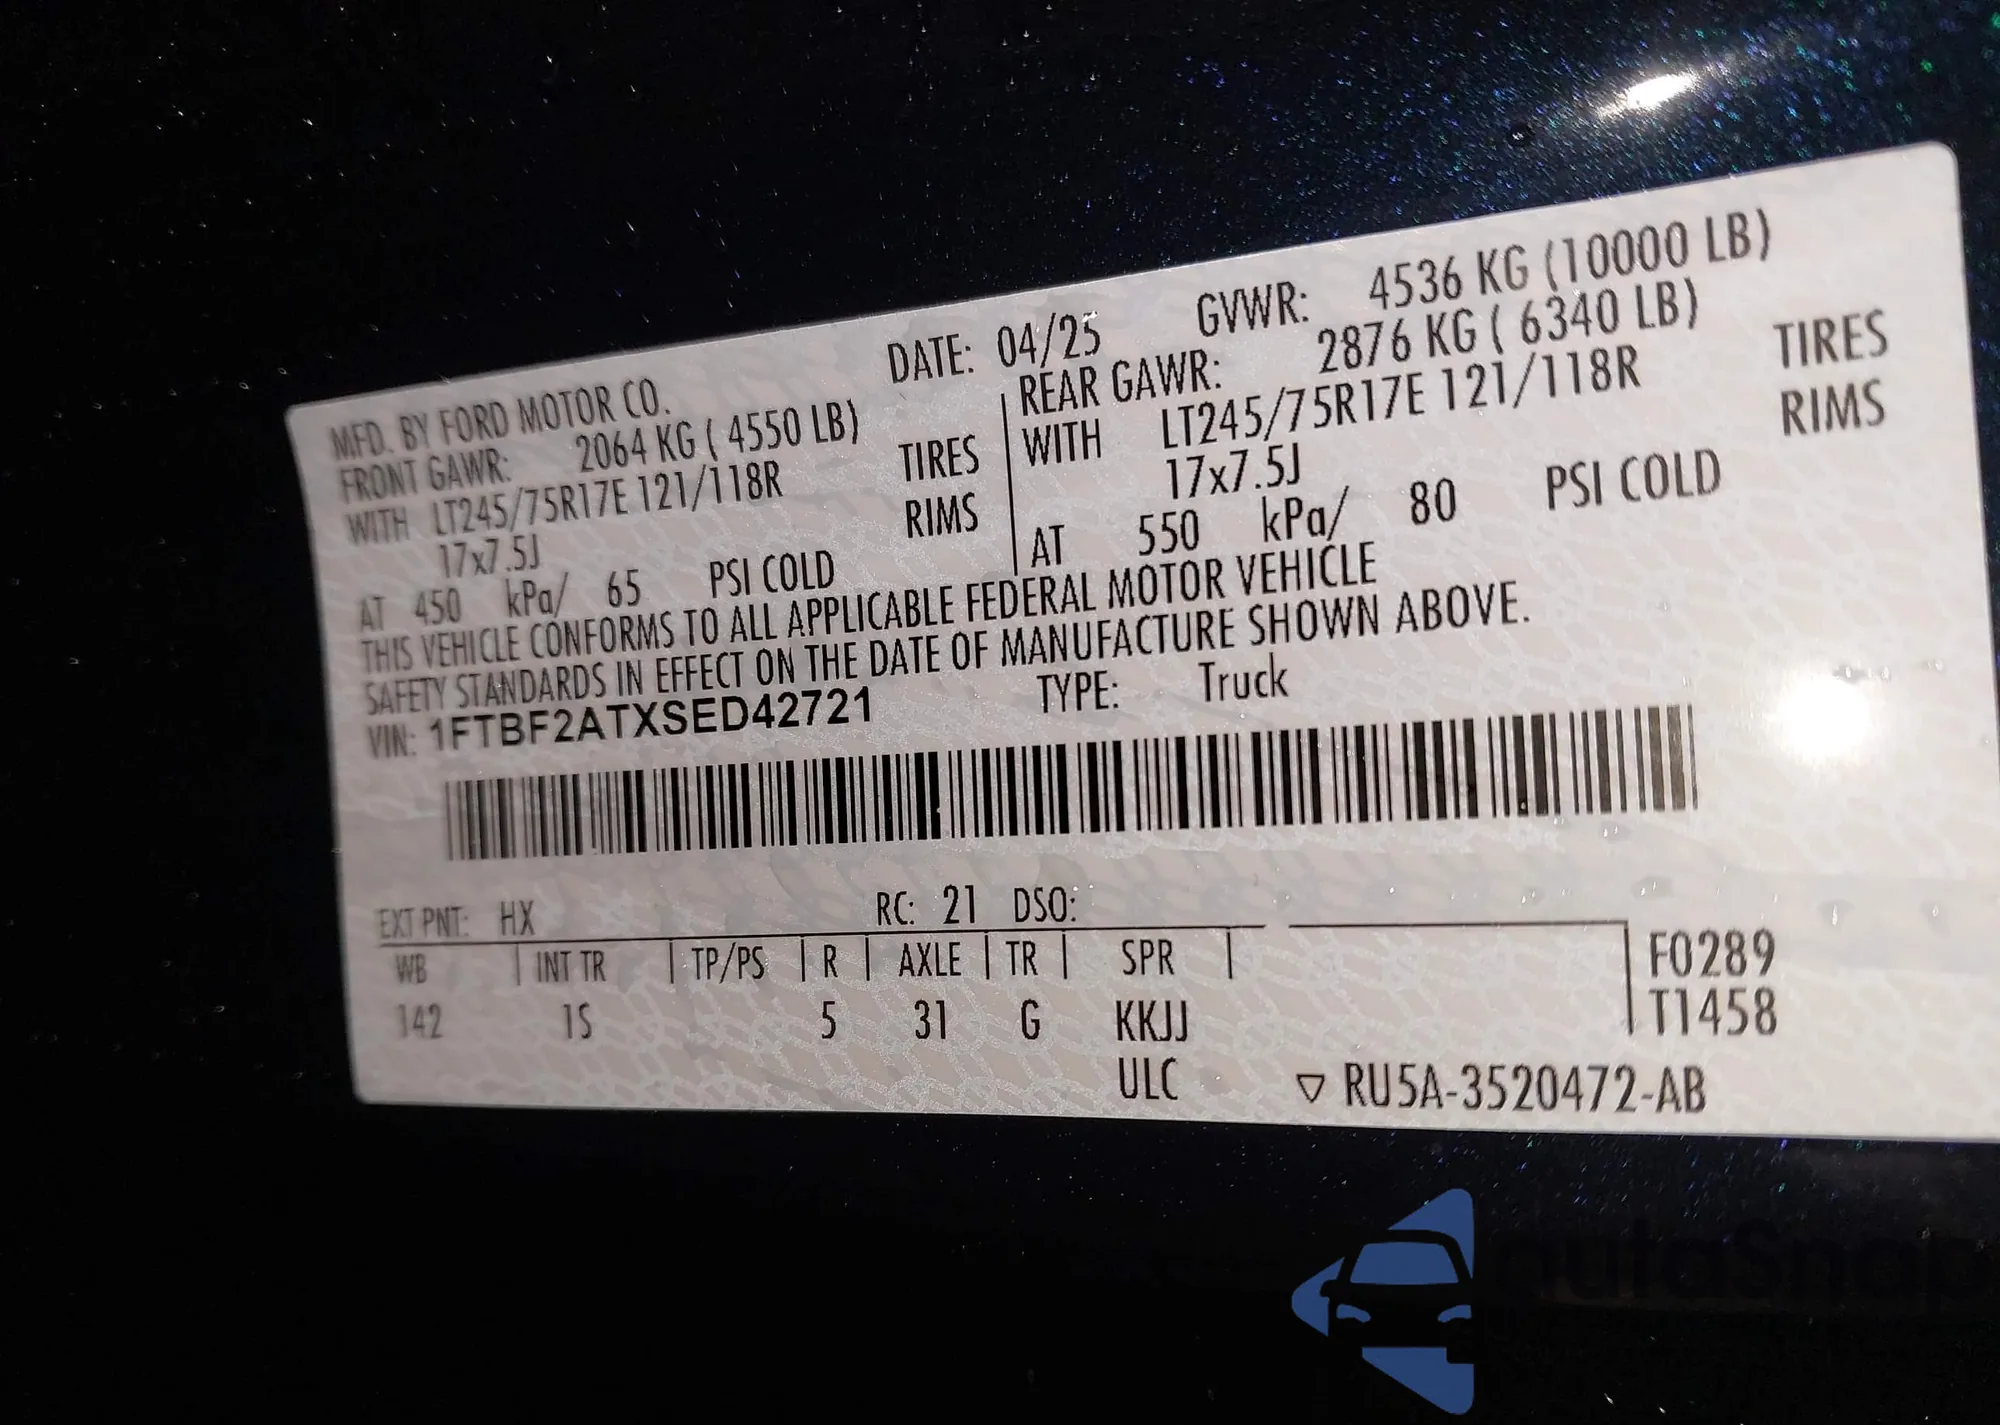 MFD. BY FORD MOTOR CO.
DATE: 04/25
GVWR: 4536 KG (10000 LB)
FRONT GAWR: 2064 KG ( 4550 LB)
WITH LT245/75R17E 121/118R TIRES
17x7.5J RIMS
AT 450 kPa/ 65 PSI COLD
REAR GAWR: 2876 KG ( 6340 LB)
WITH LT245/75R17E 121/118R TIRES
17x7.5J RIMS
AT 550 kPa/ 80 PSI COLD
THIS VEHICLE CONFORMS TO ALL APPLICABLE FEDERAL MOTOR VEHICLE
SAFETY STANDARDS IN EFFECT ON THE DATE OF MANUFACTURE SHOWN ABOVE.
VIN: 1FTBF2ATXSED42721 TYPE: Truck
EXT PNT: HX RC: 21 DSO:
WB INT TR TP/PS R AXLE TR SPR
142 1S 5 31 G KKJJ
ULC
F0289
T1458
▽ RU5A-3520472-AB
autoSnap